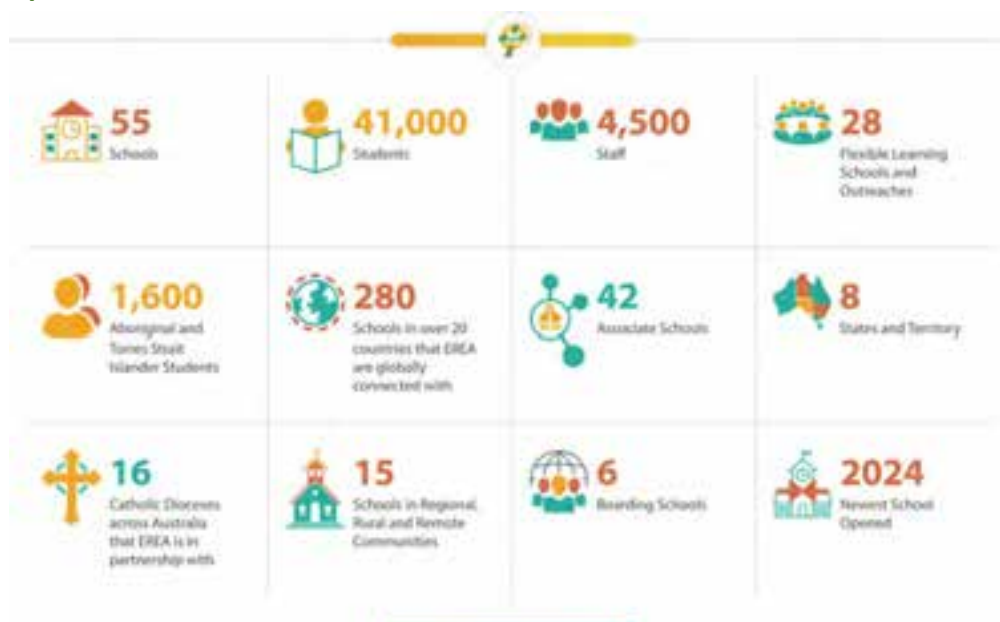 55
Schools
41,000
Students
4,500
Staff
28
Flexible Learning
Schools and
Outreaches
1,600
Aboriginal and
Torres Strait
Islander Students
280
Schools in over 20
countries that EREA
are globally
connected with
42
Associate Schools
8
States and Territory
16
Catholic Dioceses
across Australia
that EREA is in
partnership with
15
Schools in Regional,
Rural and Remote
Communities
6
Boarding Schools
2024
Newest School
Opened